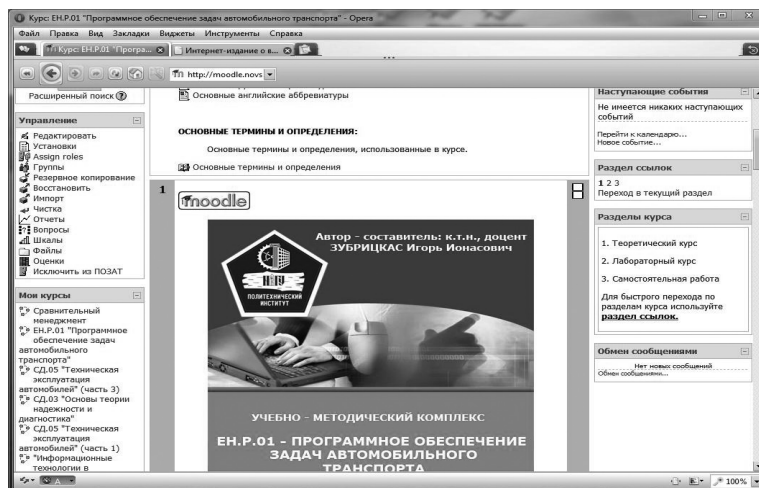 Курс: ЕН.Р.01 "Программное обеспечение задач автомобильного транспорта" - Opera
Файл Правка Вид Закладки Виджеты Инструменты Справка
Курс: ЕН.Р.01 "Програ...
Интернет-издание о в...
http://moodle.novs
Расширенный поиск
Управление
Редактировать
Установки
Assign roles
Группы
Резервное копирование
Восстановить
Импорт
Чистка
Отчеты
Вопросы
Шкалы
Файлы
Оценки
Исключить из ПОЗАТ
Мои курсы
Сравнительный
менеджмент
ЕН.Р.01 "Программное
обеспечение задач
автомобильного
транспорта"
СД.05 "Техническая
эксплуатация
автомобилей" (часть 3)
СД.03 "Основы теории
надежности и
диагностика"
СД.05 "Техническая
эксплуатация
автомобилей" (часть 1)
"Информационные
технологии в
Основные английские аббревиатуры
ОСНОВНЫЕ ТЕРМИНЫ И ОПРЕДЕЛЕНИЯ:
Основные термины и определения, использованные в курсе.
Основные термины и определения
1
moodle
Автор - составитель: к.т.н., доцент
ЗУБРИЦКАС Игорь Ионасович
ПОЛИТЕХНИЧЕСКИЙ
ИНСТИТУТ
УЧЕБНО - МЕТОДИЧЕСКИЙ КОМПЛЕКС
ЕН.Р.01 - ПРОГРАММНОЕ ОБЕСПЕЧЕНИЕ
ЗАДАЧ АВТОМОБИЛЬНОГО
ТРАНСПОРТА
Наступающие события
Не имеется никаких наступающих
событий
Перейти к календарю...
Новое событие...
Раздел ссылок
1 2 3
Переход в текущий раздел
Разделы курса
1. Теоретический курс
2. Лабораторный курс
3. Самостоятельная работа
Для быстрого перехода по
разделам курса используйте
раздел ссылок.
Обмен сообщениями
Нет новых сообщений
Обмен сообщениями...
100%